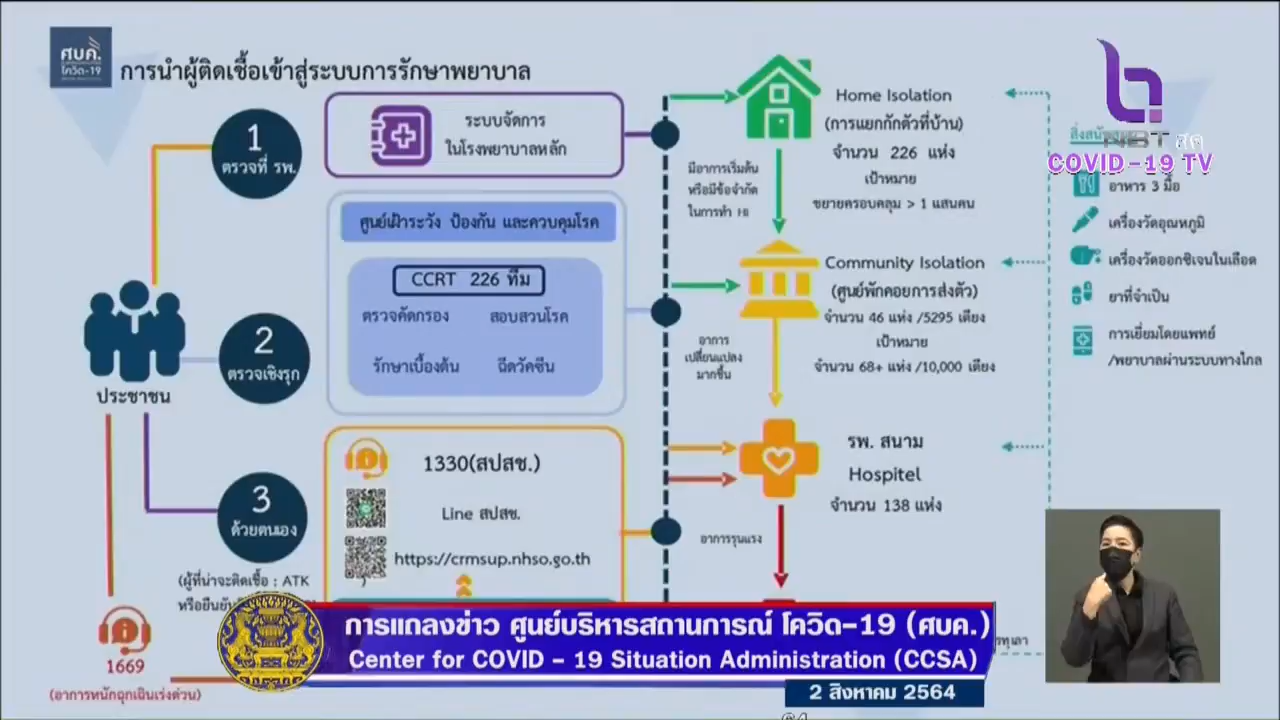 ศบค.
โควิด-19
การนำผู้ติดเชื้อเข้าสู่ระบบการรักษาพยาบาล
NBT
COVID-19 TV
1
ตรวจที่ รพ.
2
ตรวจเชิงรุก
3
ด้วยตนเอง
ประชาชน
(ผู้ที่น่าจะติดเชื้อ : ATK
หรือยืนยัน
1669
(อาการหนักฉุกเฉินเร่งด่วน)
ระบบจัดการ
ในโรงพยาบาลหลัก
ศูนย์เฝ้าระวัง ป้องกัน และควบคุมโรค
CCRT 226 ทีม
ตรวจคัดกรอง สอบสวนโรค
รักษาเบื้องต้น ฉีดวัคซีน
1330(สปสช.)
Line สปสช.
https://crmsup.nhso.go.th
Home Isolation
(การแยกกักตัวที่บ้าน)
จำนวน 226 แห่ง
เป้าหมาย
ขยายครอบคลุม > 1 แสนคน
มีอาการเริ่มต้น
หรือมีข้อจำกัด
ในการทำ HI
Community Isolation
(ศูนย์พักคอยการส่งตัว)
จำนวน 46 แห่ง /5295 เตียง
เป้าหมาย
จำนวน 68+ แห่ง /10,000 เตียง
อาการ
เปลี่ยนแปลง
มากขึ้น
รพ. สนาม
Hospitel
จำนวน 138 แห่ง
อาการรุนแรง
อาหาร 3 มื้อ
เครื่องวัดอุณหภูมิ
เครื่องวัดออกซิเจนในเลือด
ยาที่จำเป็น
การเยี่ยมโดยแพทย์
/พยาบาลผ่านระบบทางไกล
การแถลงข่าว ศูนย์บริหารสถานการณ์ โควิด-19 (ศบค.)
Center for COVID - 19 Situation Administration (CCSA)
2 สิงหาคม 2564